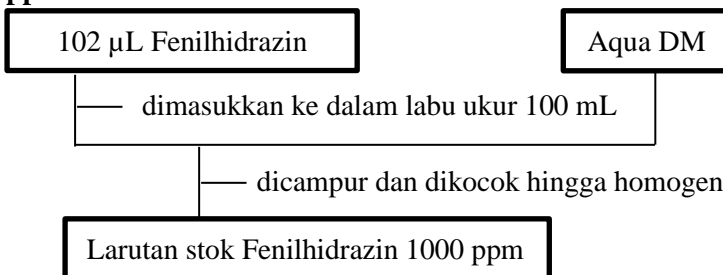 102 µL Fenilhidrazin
Aqua DM
dimasukkan ke dalam labu ukur 100 mL
dicampur dan dikocok hingga homogen
Larutan stok Fenilhidrazin 1000 ppm